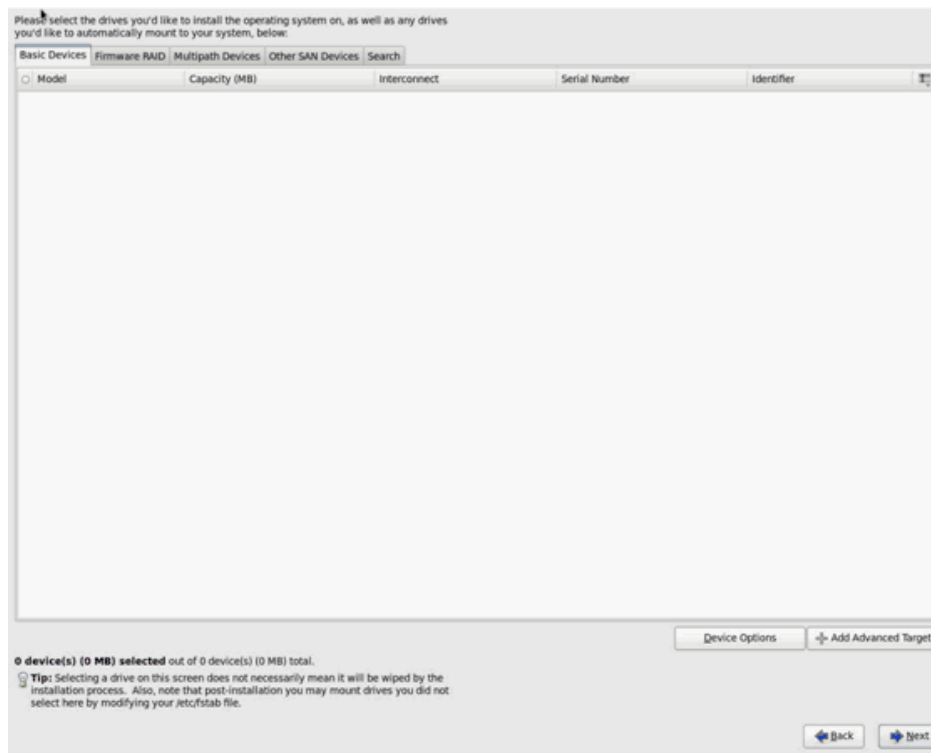 Please select the drives you'd like to install the operating system on, as well as any drives
you'd like to automatically mount to your system, below:
Basic Devices Firmware RAID Multipath Devices Other SAN Devices Search
Model Capacity (MB) Interconnect Serial Number Identifier
Device Options Add Advanced Target
0 device(s) (0 MB) selected out of 0 device(s) (0 MB) total.
Tip: Selecting a drive on this screen does not necessarily mean it will be wiped by the
installation process. Also, note that post-installation you may mount drives you did not
select here by modifying your /etc/fstab file.
Back Next